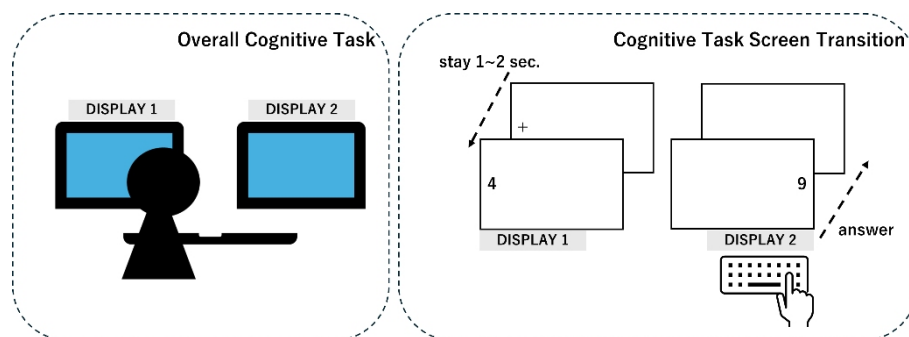 Overall Cognitive Task
DISPLAY 1
DISPLAY 2
Cognitive Task Screen Transition
stay 1~2 sec.
+
4
9
DISPLAY 1
DISPLAY 2
answer